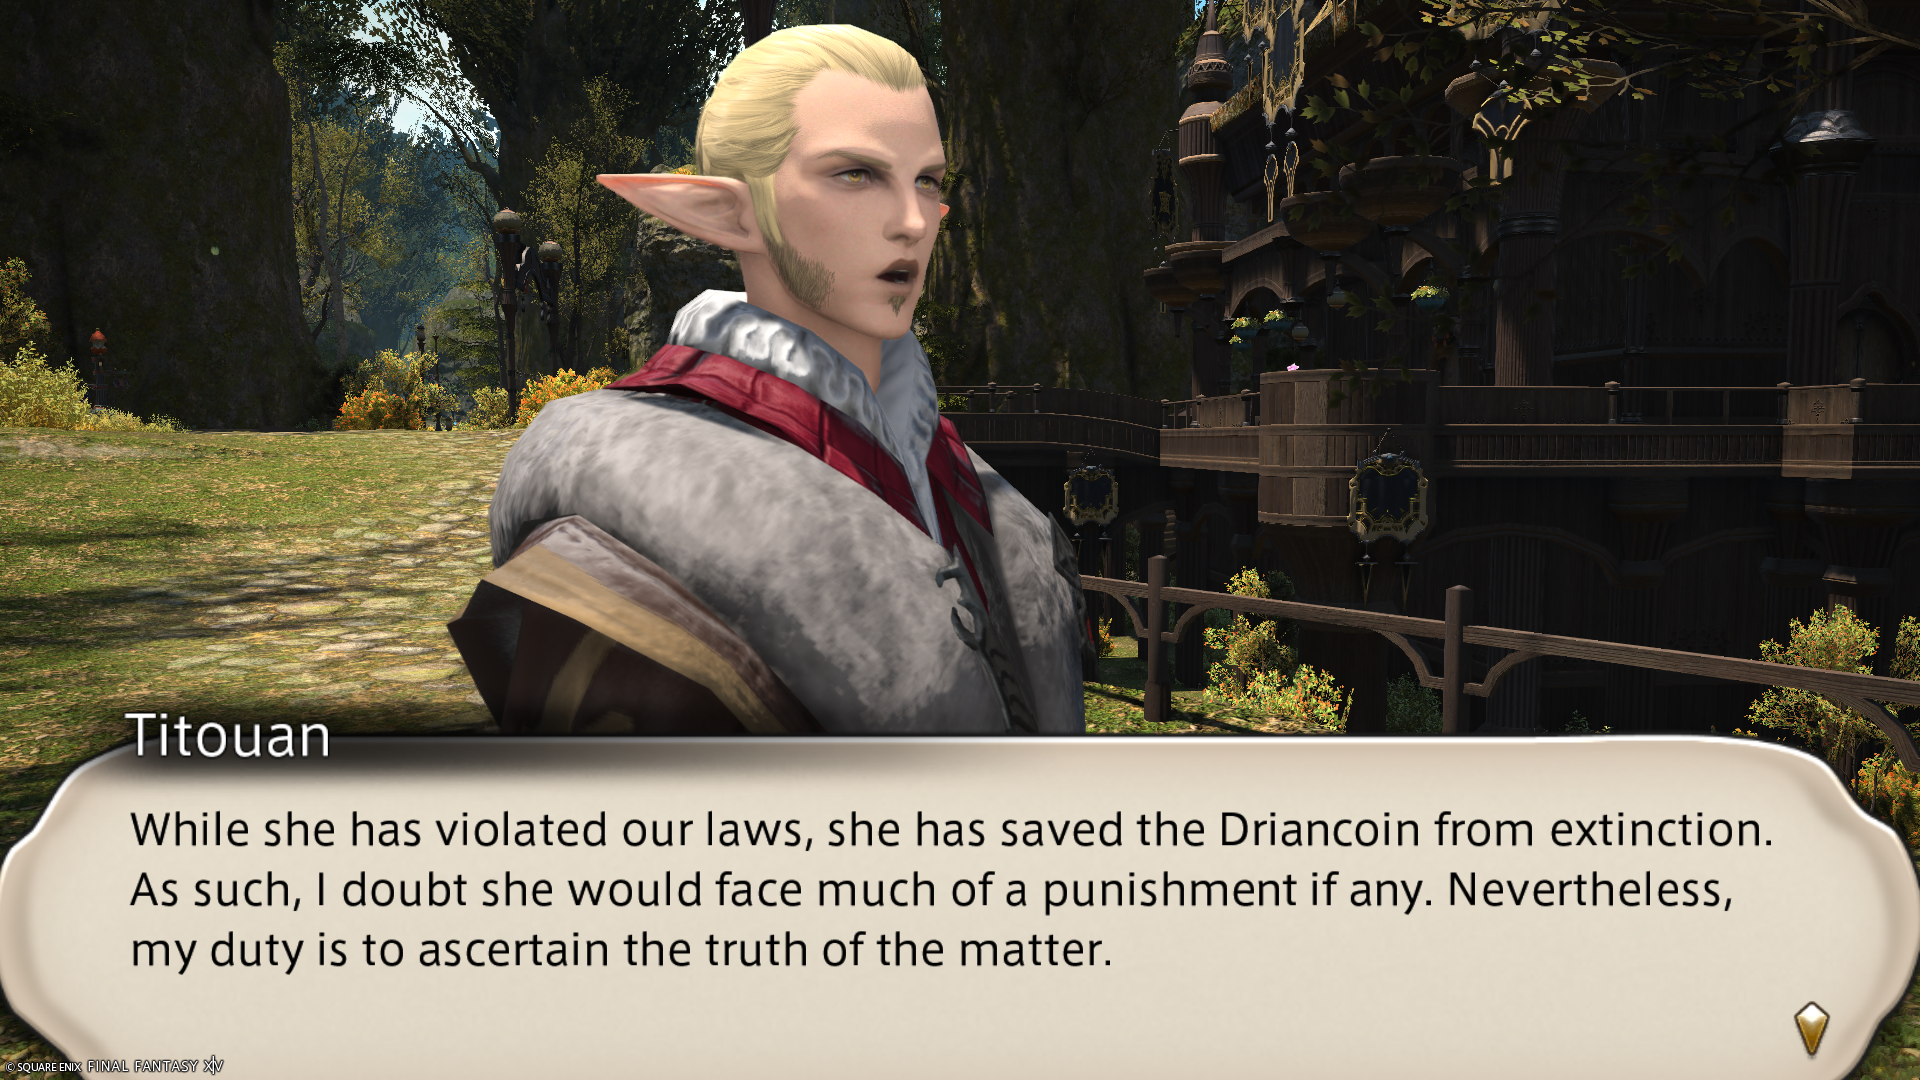 Titouan
While she has violated our laws, she has saved the Driancoin from extinction.
As such, I doubt she would face much of a punishment if any. Nevertheless,
my duty is to ascertain the truth of the matter.
© SQUARE ENIX FINAL FANTASY XIV